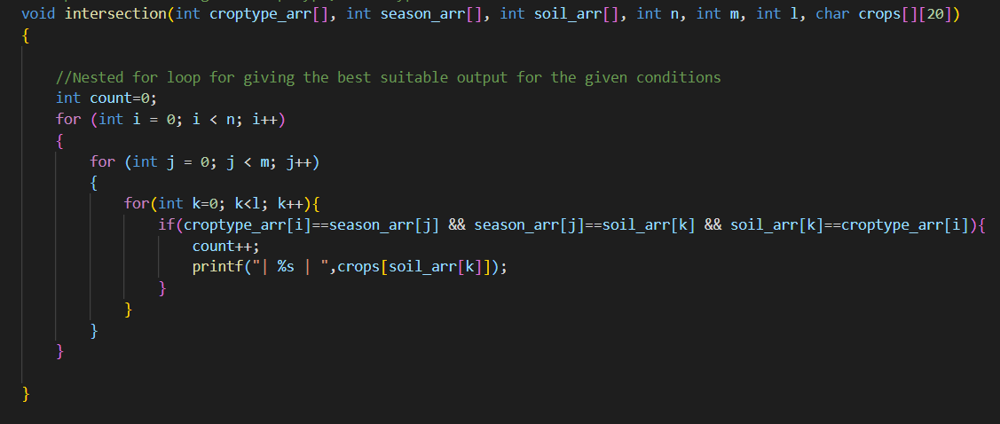 void intersection(int croptype_arr[], int season_arr[], int soil_arr[], int n, int m, int l, char crops[][20])
{
//Nested for loop for giving the best suitable output for the given conditions
int count=0;
for (int i = 0; i < n; i++)
{
for (int j = 0; j < m; j++)
{
for(int k=0; k<l; k++){
if(croptype_arr[i]==season_arr[j] && season_arr[j]==soil_arr[k] && soil_arr[k]==croptype_arr[i]){
count++;
printf("| %s | ",crops[soil_arr[k]]);
}
}
}
}
}